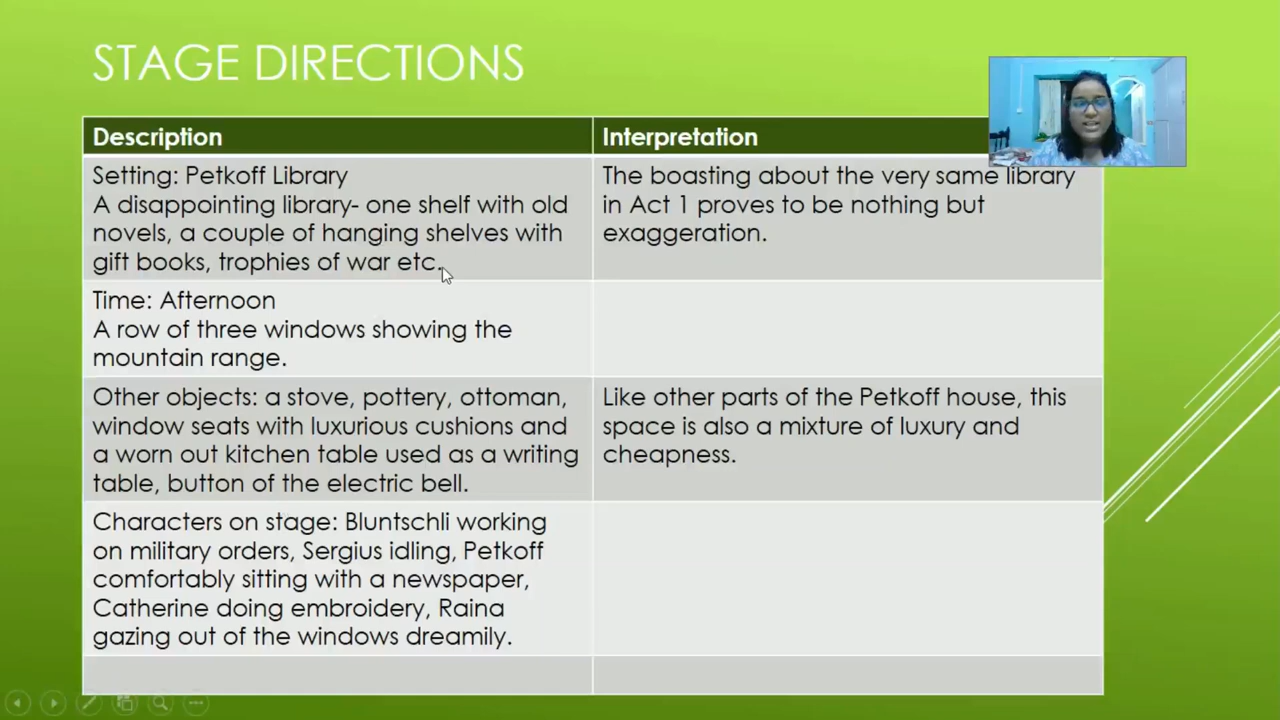 STAGE DIRECTIONS
Description
Interpretation
Setting: Petkoff Library
A disappointing library- one shelf with old
novels, a couple of hanging shelves with
gift books, trophies of war etc.
The boasting about the very same library
in Act 1 proves to be nothing but
exaggeration.
Time: Afternoon
A row of three windows showing the
mountain range.
Other objects: a stove, pottery, ottoman,
window seats with luxurious cushions and
a worn out kitchen table used as a writing
table, button of the electric bell.
Like other parts of the Petkoff house, this
space is also a mixture of luxury and
cheapness.
Characters on stage: Bluntschli working
on military orders, Sergius idling, Petkoff
comfortably sitting with a newspaper,
Catherine doing embroidery, Raina
gazing out of the windows dreamily.